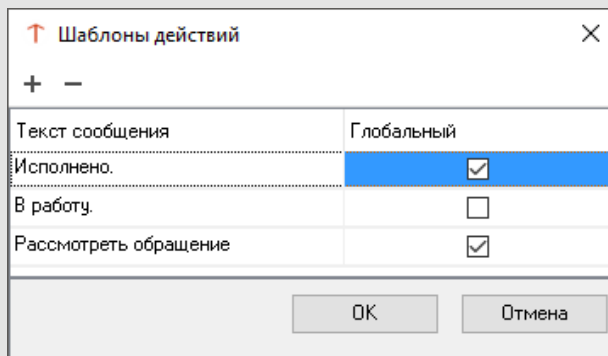 Шаблоны действий
Текст сообщения Глобальный
Исполнено.
В работу.
Рассмотреть обращение
OK Отмена